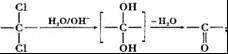 Cl OH O
—C— H₂O/OH⁻ [—C—] −H₂O —C—
Cl OH